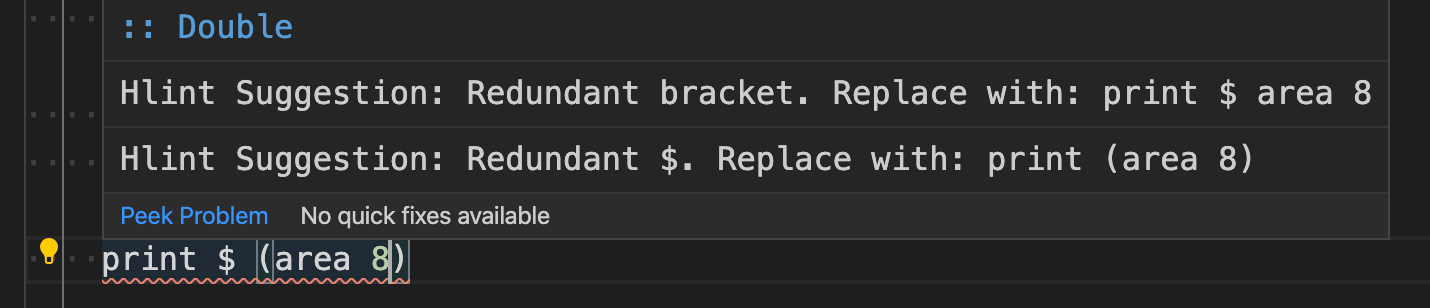 :: Double
Hlint Suggestion: Redundant bracket. Replace with: print $ area 8
Hlint Suggestion: Redundant $. Replace with: print (area 8)
Peek Problem No quick fixes available
print $ (area 8)